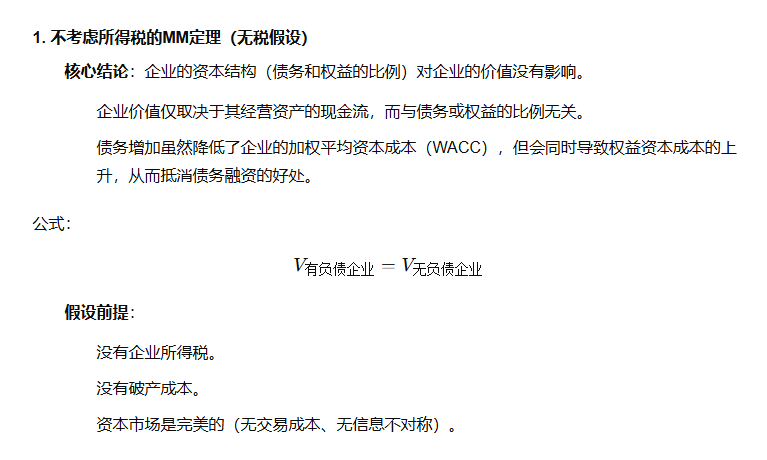 1. 不考虑所得税的MM定理（无税假设）
核心结论：企业的资本结构（债务和权益的比例）对企业的价值没有影响。
企业价值仅取决于其经营资产的现金流，而与债务或权益的比例无关。
债务增加虽然降低了企业的加权平均资本成本（WACC），但会同时导致权益资本成本的上
升，从而抵消债务融资的好处。
公式：
V有负债企业 = V无负债企业
假设前提：
没有企业所得税。
没有破产成本。
资本市场是完美的（无交易成本、无信息不对称）。